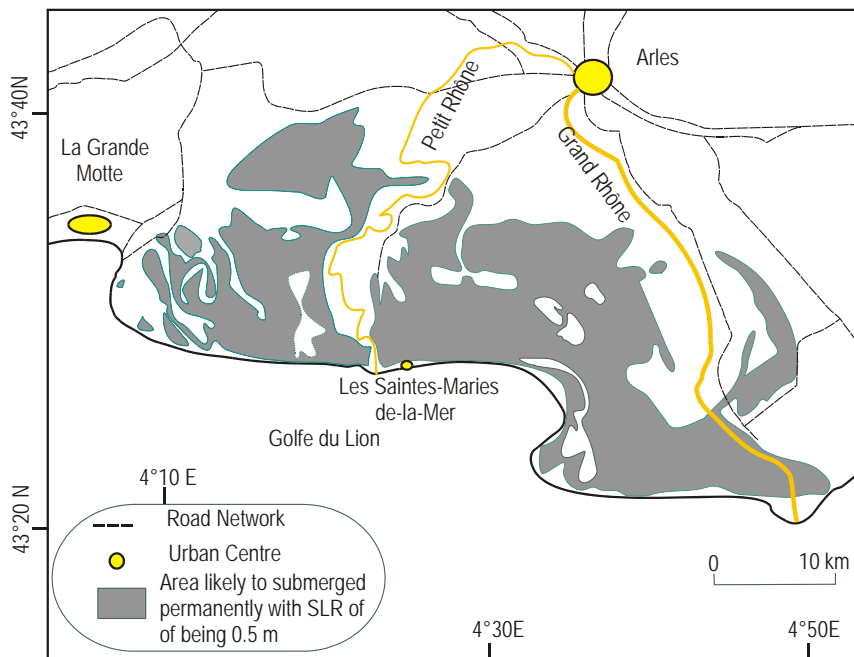 Arles
Petit Rhône
43°40N
La Grande
Motte
Grand Rhône
Les Saintes-Maries
de-la-Mer
Golfe du Lion
4°10 E
43°20 N
Road Network
Urban Centre
Area likely to submerged
permanently with SLR of
of being 0.5 m
0 10 km
4°30E
4°50E